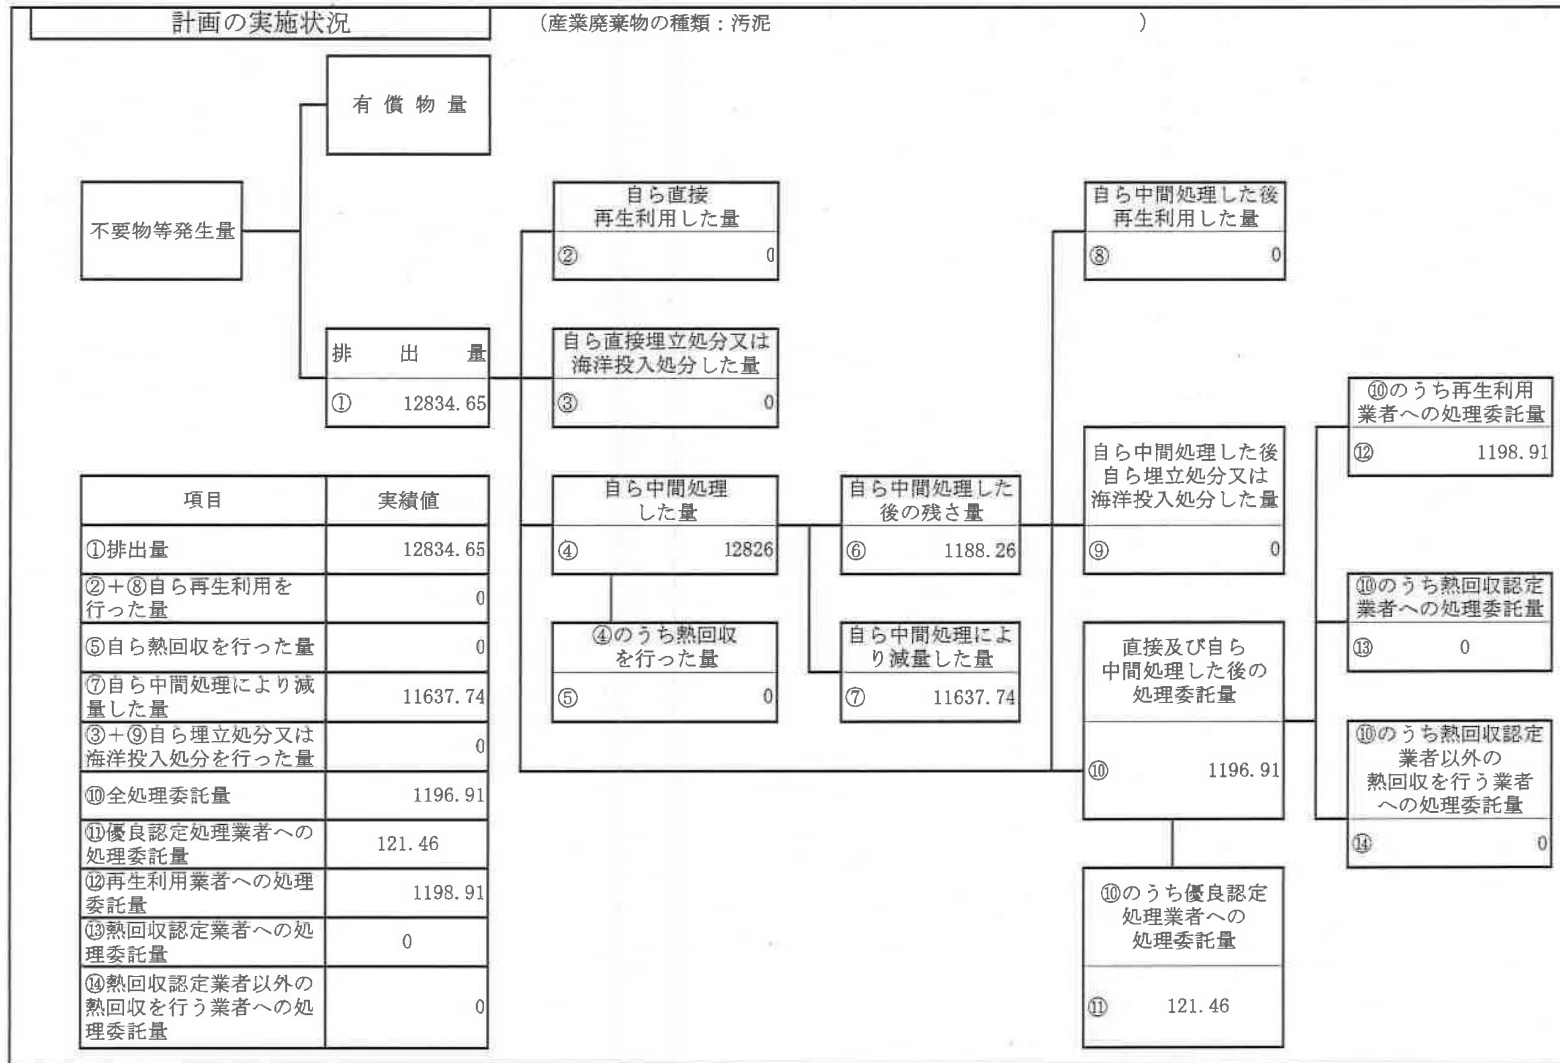 計画の実施状況
（産業廃棄物の種類：汚泥　　　　　）
有償物量
不要物等発生量
自ら直接
再生利用した量
② 0
自ら中間処理した後
再生利用した量
⑧ 0
排出量
① 12834.65
自ら直接埋立処分又は
海洋投入処分した量
③ 0
⑩のうち再生利用
業者への処理委託量
⑫ 1198.91
自ら中間処理した後
自ら埋立処分又は
海洋投入処分した量
⑨ 0
自ら中間処理
した量
④ 12826
自ら中間処理した
後の残さ量
⑥ 1188.26
④のうち熱回収
を行った量
⑤ 0
自ら中間処理によ
り減量した量
⑦ 11637.74
直接及び自ら
中間処理した後の
処理委託量
⑩ 1196.91
⑩のうち熱回収認定
業者への処理委託量
⑬ 0
⑩のうち熱回収認定
業者以外の
熱回収を行う業者
への処理委託量
⑭ 0
⑩のうち優良認定
処理業者への
処理委託量
⑪ 121.46
項目 実績値
①排出量 12834.65
②＋⑧自ら再生利用を
行った量 0
⑤自ら熱回収を行った量 0
⑦自ら中間処理により減
量した量 11637.74
③＋⑨自ら埋立処分又は
海洋投入処分を行った量 0
⑩全処理委託量 1196.91
⑪優良認定処理業者への
処理委託量 121.46
⑫再生利用業者への処理
委託量 1198.91
⑬熱回収認定業者への処
理委託量 0
⑭熱回収認定業者以外の
熱回収を行う業者への処
理委託量 0